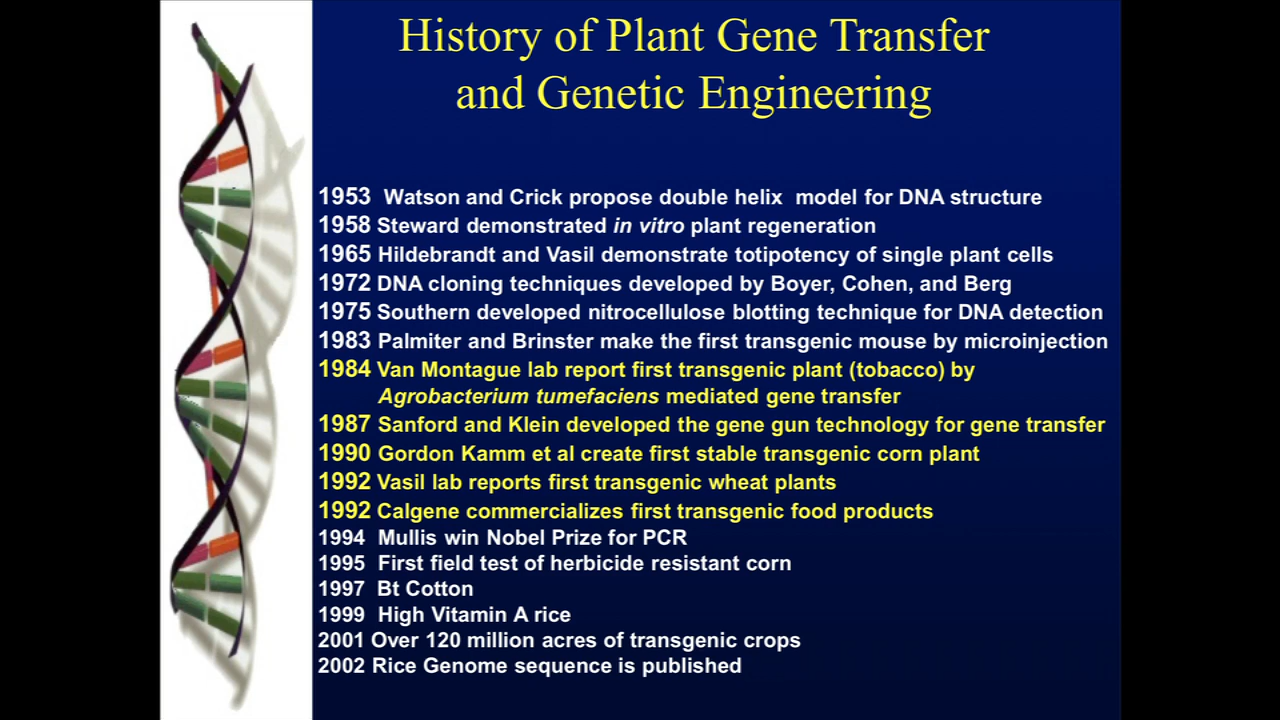 History of Plant Gene Transfer
and Genetic Engineering
1953 Watson and Crick propose double helix model for DNA structure
1958 Steward demonstrated in vitro plant regeneration
1965 Hildebrandt and Vasil demonstrate totipotency of single plant cells
1972 DNA cloning techniques developed by Boyer, Cohen, and Berg
1975 Southern developed nitrocellulose blotting technique for DNA detection
1983 Palmiter and Brinster make the first transgenic mouse by microinjection
1984 Van Montague lab report first transgenic plant (tobacco) by
Agrobacterium tumefaciens mediated gene transfer
1987 Sanford and Klein developed the gene gun technology for gene transfer
1990 Gordon Kamm et al create first stable transgenic corn plant
1992 Vasil lab reports first transgenic wheat plants
1992 Calgene commercializes first transgenic food products
1994 Mullis win Nobel Prize for PCR
1995 First field test of herbicide resistant corn
1997 Bt Cotton
1999 High Vitamin A rice
2001 Over 120 million acres of transgenic crops
2002 Rice Genome sequence is published